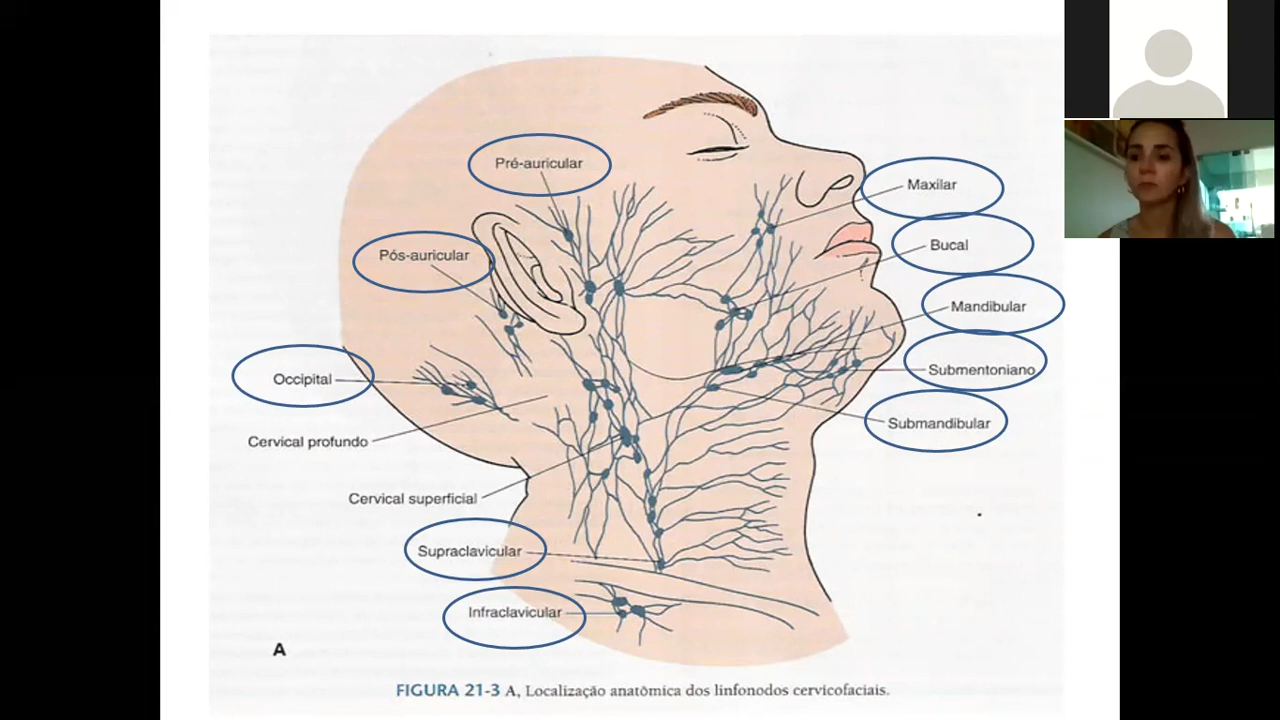 Pré-auricular
Maxilar
Bucal
Pós-auricular
Mandibular
Submentoniano
Occipital
Submandibular
Cervical profundo
Cervical superficial
Supraclavicular
Infraclavicular
A
FIGURA 21-3 A, Localização anatômica dos linfonodos cervicofaciais.